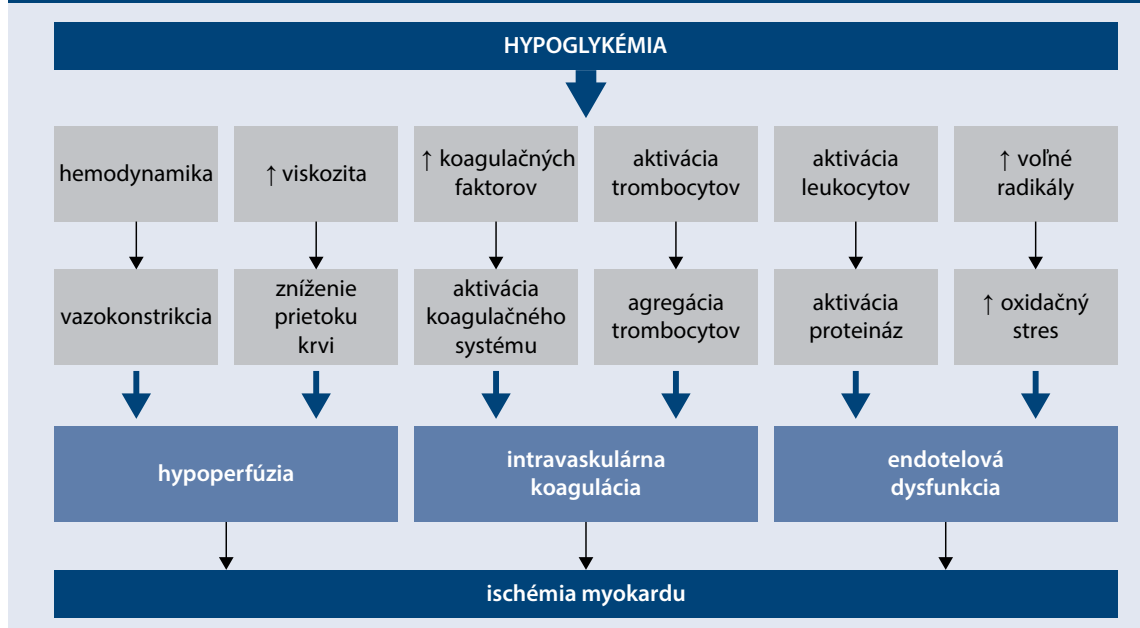 HYPOGLYKÉMIA
hemodynamika
↑ viskozita
↑ koagulačných
faktorov
aktivácia
trombocytov
aktivácia
leukocytov
↑ voľné
radikály
vazokonstrikcia
zníženie
prietoku
krvi
aktivácia
koagulačného
systému
agregácia
trombocytov
aktivácia
proteináz
↑ oxidačný
stres
hypoperfúzia
intravaskulárna
koagulácia
endotelová
dysfunkcia
ischémia myokardu